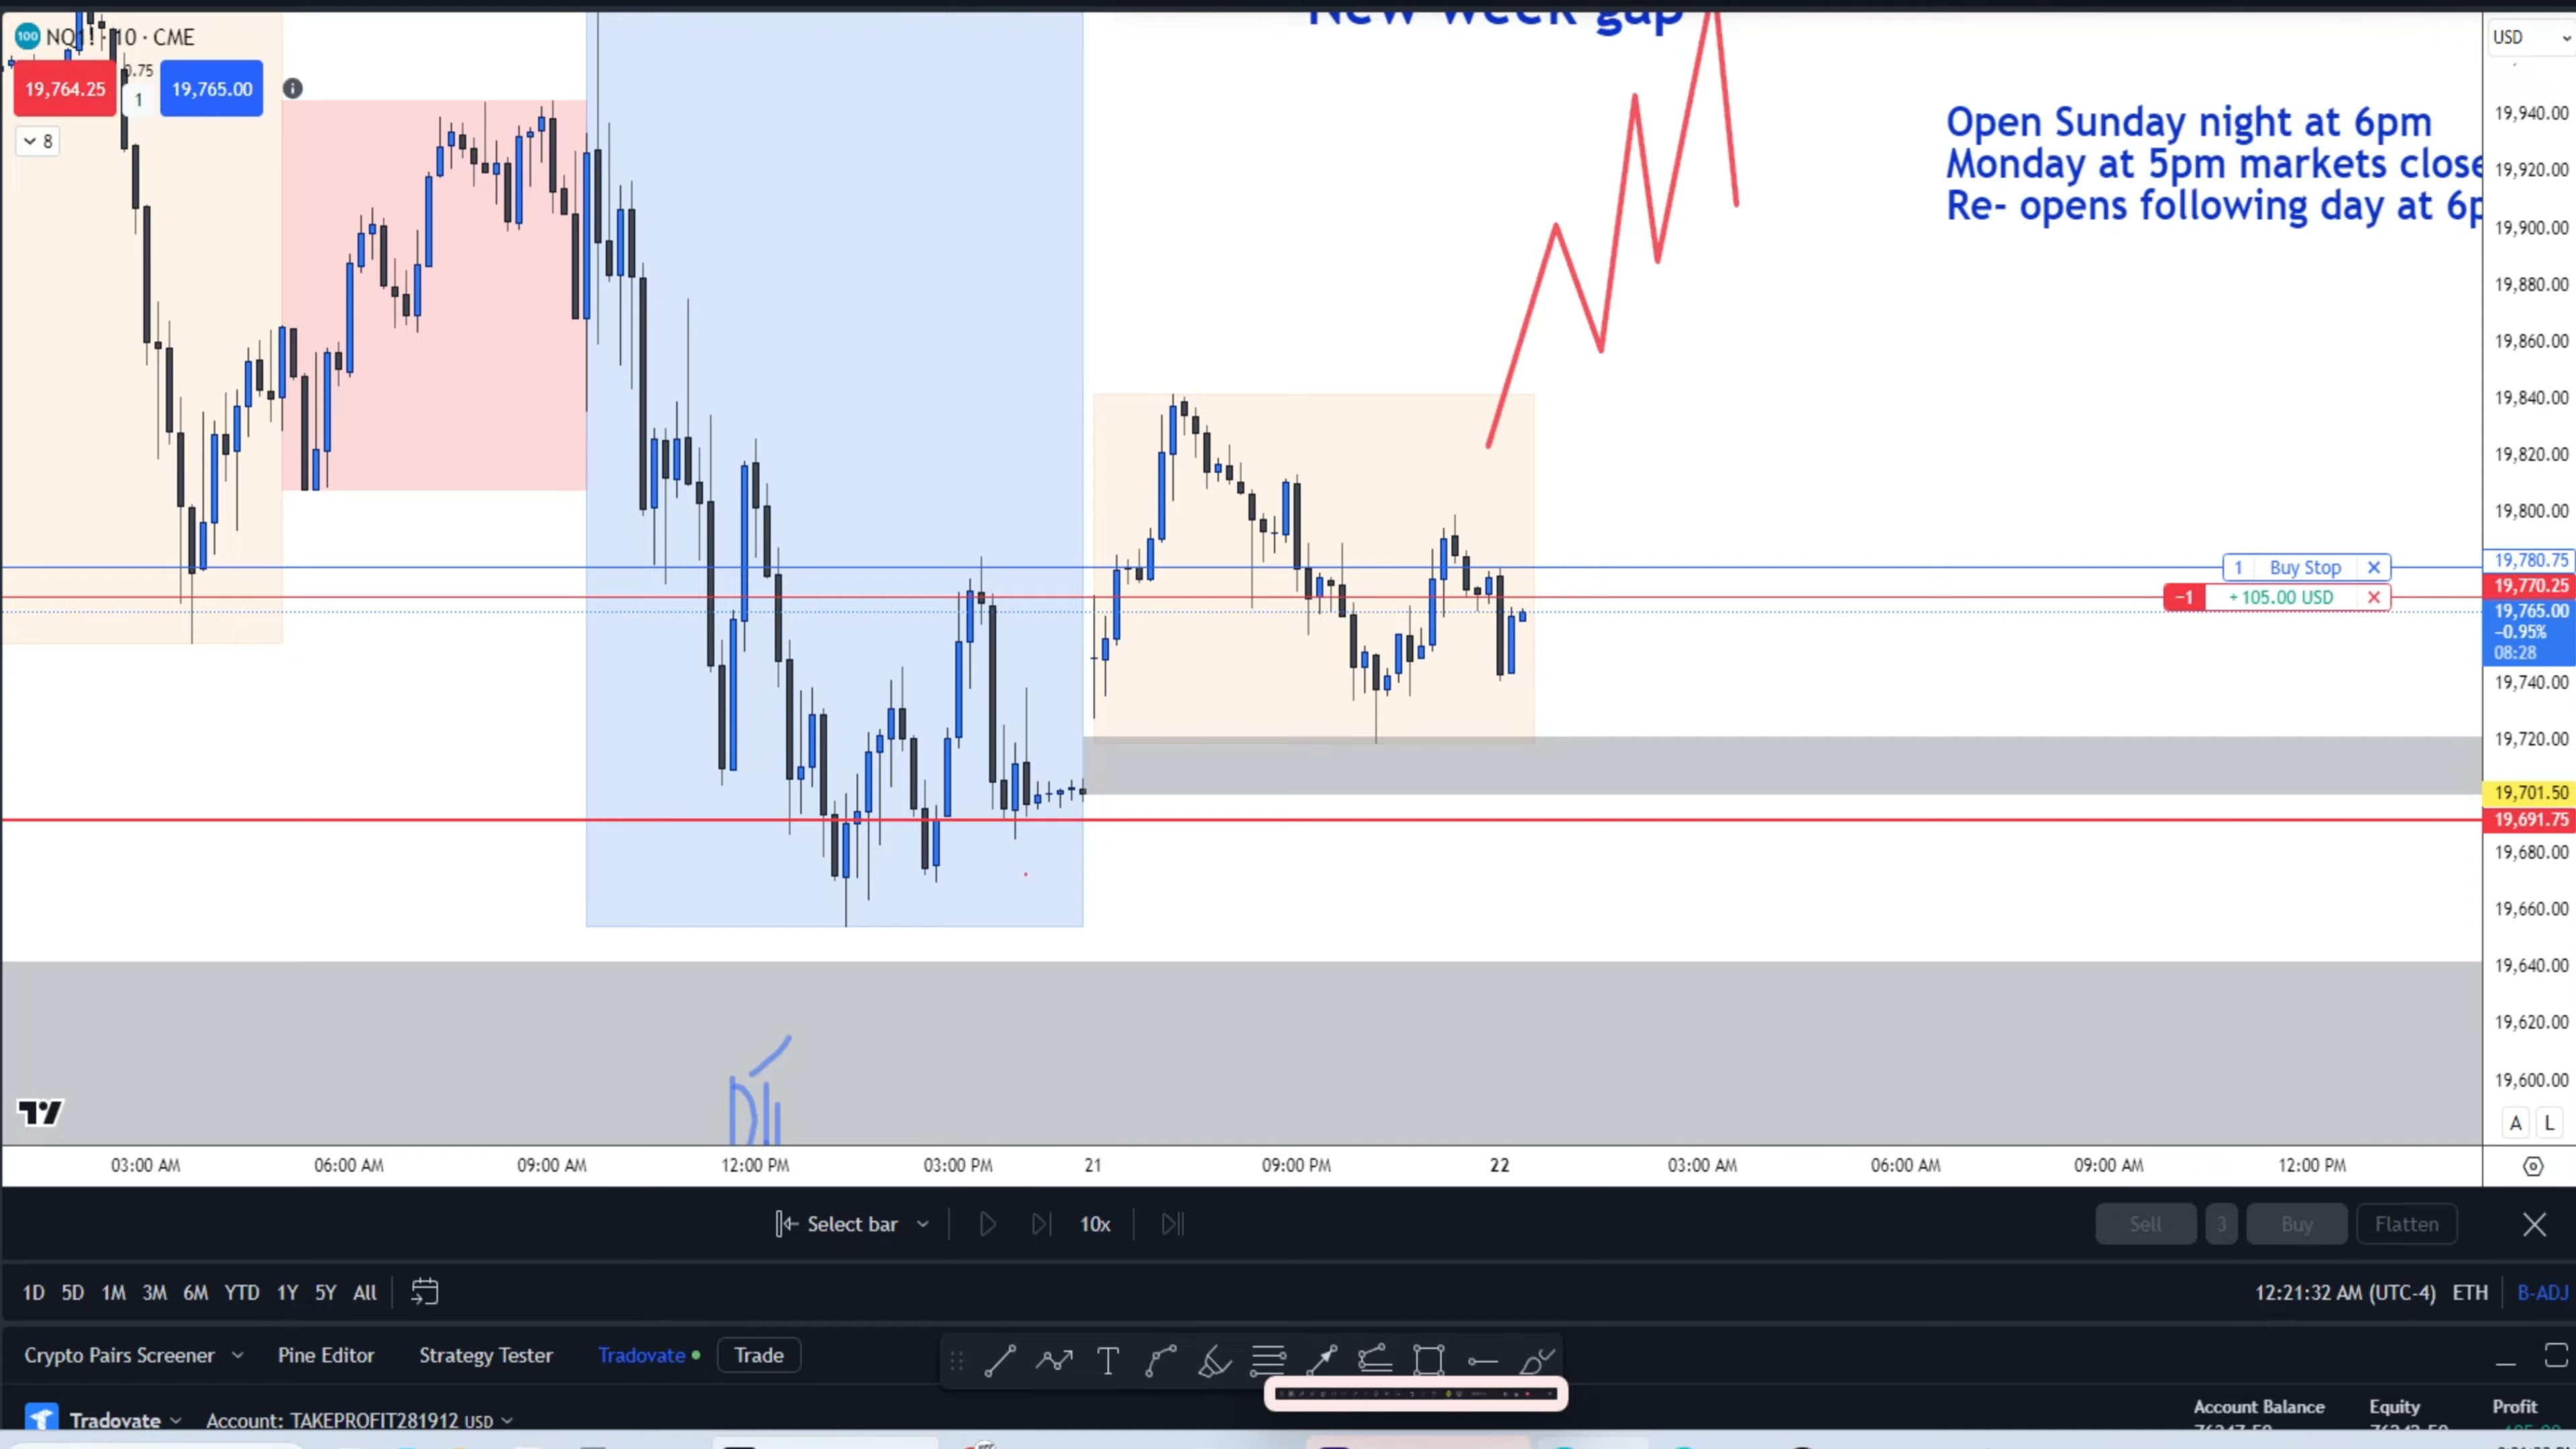 New week gap
100 NQ1! · 10 · CME
USD
19,764.25
0.75
1
19,765.00
8
Open Sunday night at 6pm
Monday at 5pm markets close
Re- opens following day at 6p
19,940.00
19,920.00
19,900.00
19,880.00
19,860.00
19,840.00
19,820.00
19,800.00
1 Buy Stop
19,780.75
-1 +105.00 USD
19,770.25
19,765.00
−0.95%
08:28
19,740.00
19,720.00
19,701.50
19,691.75
19,680.00
19,660.00
19,640.00
19,620.00
19,600.00
A L
03:00 AM 06:00 AM 09:00 AM 12:00 PM 03:00 PM 21 09:00 PM 22 03:00 AM 06:00 AM 09:00 AM 12:00 PM
Select bar 10x Sell 3 Buy Flatten
1D 5D 1M 3M 6M YTD 1Y 5Y All 12:21:32 AM (UTC-4) ETH B-ADJ
Crypto Pairs Screener Pine Editor Strategy Tester Tradovate Trade
Tradovate Account: TAKEPROFIT281912 USD Account Balance Equity Profit